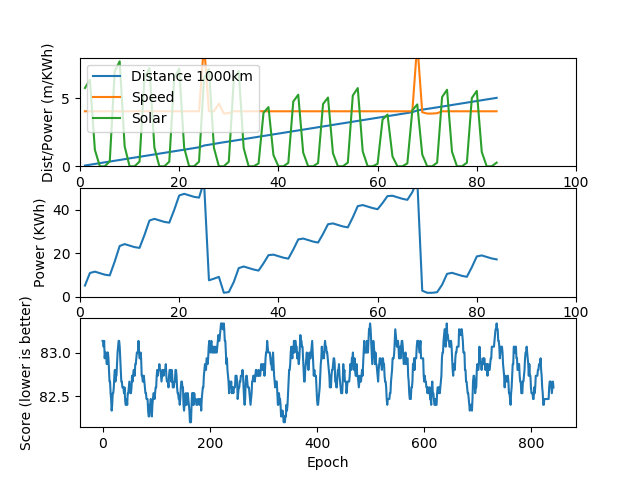 Dist/Power (m/KWh)
5
0
Distance 1000km
Speed
Solar
0 20 40 60 80 100
Power (KWh)
40
20
0
0 20 40 60 80 100
Score (lower is better)
83.0
82.5
0 200 400 600 800
Epoch